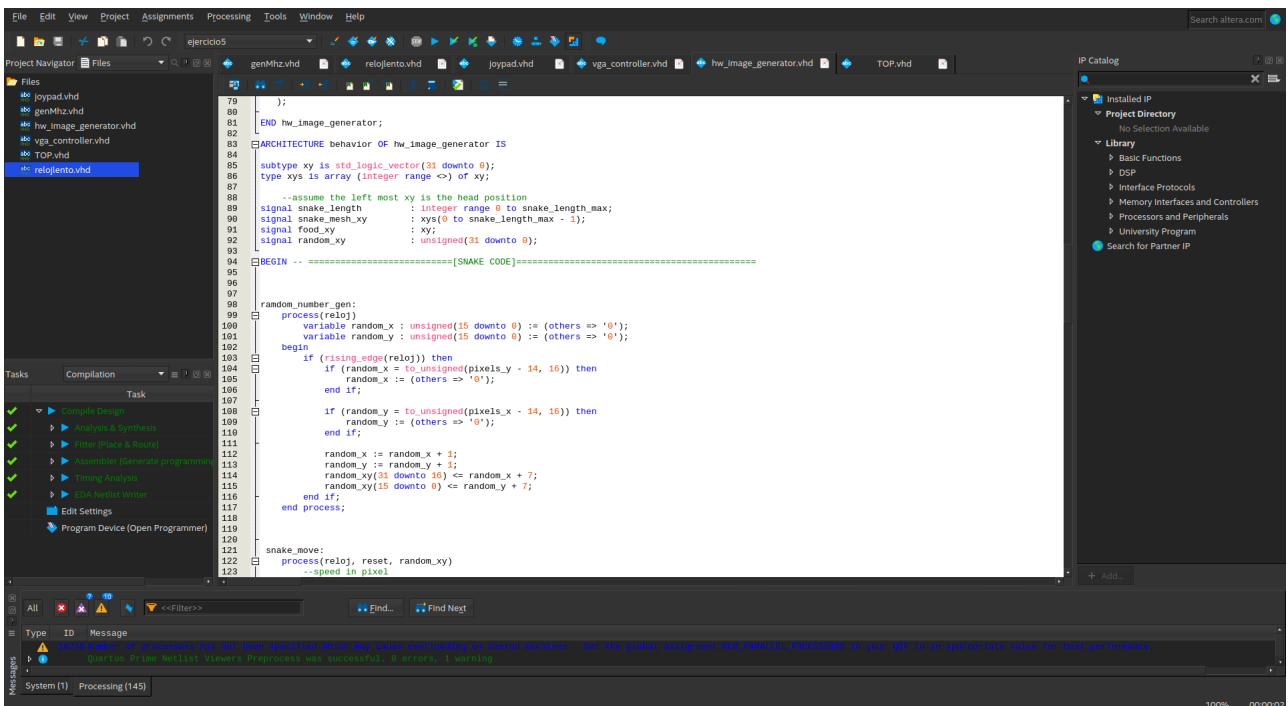 File Edit View Project Assignments Processing Tools Window Help
Search altera.com
ejercicio5
Project Navigator Files
genMhz.vhd relojlento.vhd joypad.vhd vga_controller.vhd hw_image_generator.vhd TOP.vhd
IP Catalog
Files
joypad.vhd
genMhz.vhd
hw_image_generator.vhd
vga_controller.vhd
TOP.vhd
relojlento.vhd
79 );
80
81 END hw_image_generator;
82
83 ARCHITECTURE behavior OF hw_image_generator IS
84
85 subtype xy is std_logic_vector(31 downto 0);
86 type xys is array (integer range <>) of xy;
87
88 --assume the left most xy is the head position
89 signal snake_length : integer range 0 to snake_length_max;
90 signal snake_mesh_xy : xys(0 to snake_length_max - 1);
91 signal food_xy : xy;
92 signal random_xy : unsigned(31 downto 0);
93
94 BEGIN -- ===========================[SNAKE CODE]=============================================
95
96
97
98 ramdom_number_gen:
99 process(reloj)
100 variable random_x : unsigned(15 downto 0) := (others => '0');
101 variable random_y : unsigned(15 downto 0) := (others => '0');
102 begin
103 if (rising_edge(reloj)) then
104 if (random_x = to_unsigned(pixels_y - 14, 16)) then
105 random_x := (others => '0');
106 end if;
107
108 if (random_y = to_unsigned(pixels_x - 14, 16)) then
109 random_y := (others => '0');
110 end if;
111
112 random_x := random_x + 1;
113 random_y := random_y + 1;
114 random_xy(31 downto 16) <= random_x + 7;
115 random_xy(15 downto 0) <= random_y + 7;
116 end if;
117 end process;
118
119
120
121 snake_move:
122 process(reloj, reset, random_xy)
123 --speed in pixel
Installed IP
Project Directory
No Selection Available
Library
Basic Functions
DSP
Interface Protocols
Memory Interfaces and Controllers
Processors and Peripherals
University Program
Search for Partner IP
+ Add...
Tasks Compilation
Task
Compile Design
Analysis & Synthesis
Fitter (Place & Route)
Assembler (Generate programming
Timing Analysis
EDA Netlist Writer
Edit Settings
Program Device (Open Programmer)
All <<Filter>> Find... Find Next
Type ID Message
Quartus Prime Netlist Viewers Preprocess was successful. 0 errors, 1 warning
Messages
System (1) Processing (145)
100% 00:00:02